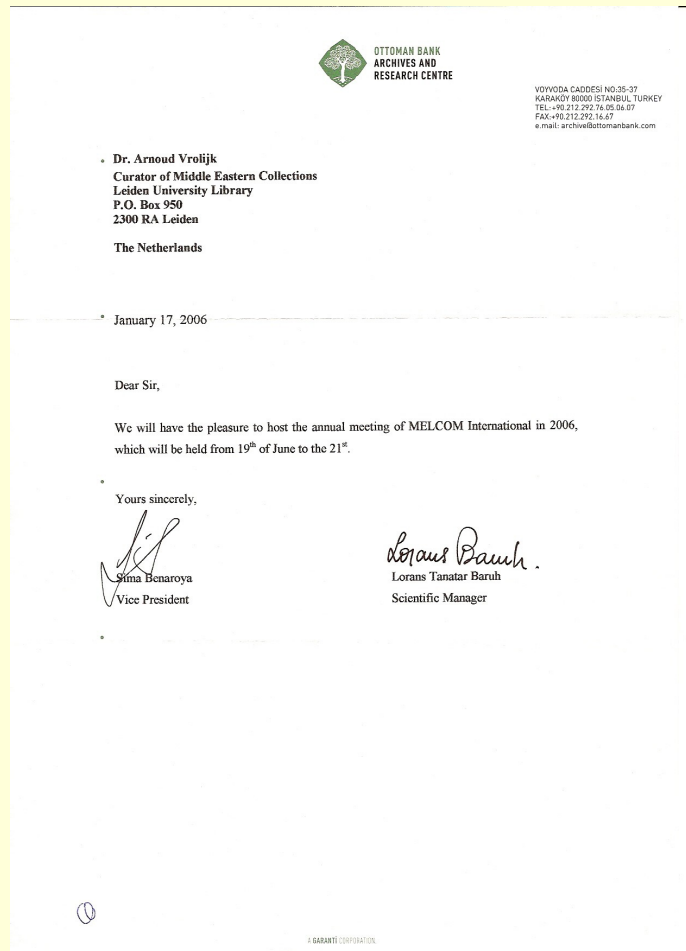 OTTOMAN BANK
ARCHIVES AND
RESEARCH CENTRE
VOYVODA CADDESİ NO:35-37
KARAKÖY 80000 İSTANBUL TURKEY
TEL:+90.212.292.76.05.06.07
FAX:+90.212.292.16.67
e.mail: archive@ottomanbank.com
Dr. Arnoud Vrolijk
Curator of Middle Eastern Collections
Leiden University Library
P.O. Box 950
2300 RA Leiden
The Netherlands
January 17, 2006
Dear Sir,
We will have the pleasure to host the annual meeting of MELCOM International in 2006,
which will be held from 19th of June to the 21st.
Yours sincerely,
Lorans Baruh.
Sima Benaroya
Vice President
Lorans Tanatar Baruh
Scientific Manager
A GARANTİ CORPORATION